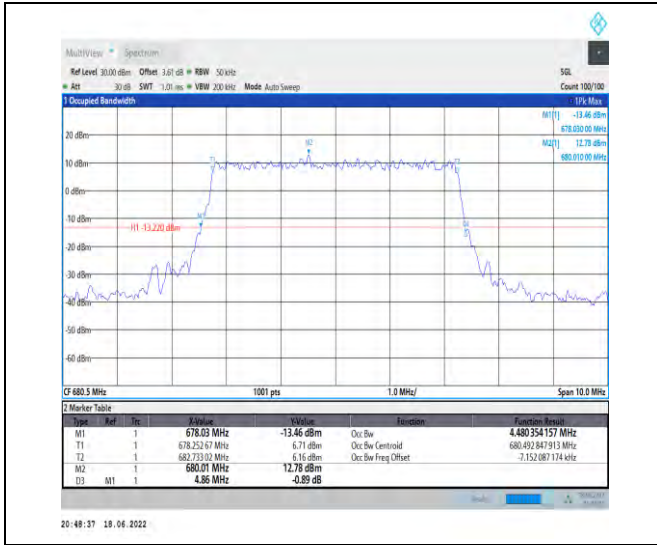 MultiView Spectrum
Ref Level 30.00 dBm Offset 3.61 dB RBW 50 kHz SGL
Att 30 dB SWT 1.01 ms VBW 200 kHz Mode Auto Sweep Count 100/100
1 Occupied Bandwidth 1Pk Max
M1[1] -13.46 dBm
678.030 00 MHz
M2[1] 12.78 dBm
680.010 00 MHz
20 dBm
M2
10 dBm
T1
0 dBm
-10 dBm
M1
H1 -13.220 dBm
-20 dBm
-30 dBm
-40 dBm
-50 dBm
-60 dBm
CF 680.5 MHz 1001 pts 1.0 MHz/ Span 10.0 MHz
2 Marker Table
Type Ref Trc X-Value Y-Value Function Function Result
M1 1 678.03 MHz -13.46 dBm Occ Bw 4.480 354 157 MHz
T1 1 678.252 67 MHz 6.71 dBm Occ Bw Centroid 680.492 847 913 MHz
T2 1 682.733 02 MHz 6.16 dBm Occ Bw Freq Offset -7.152 087 174 kHz
M2 1 680.01 MHz 12.78 dBm
D3 M1 1 4.86 MHz -0.89 dB
20:48:37 18.06.2022